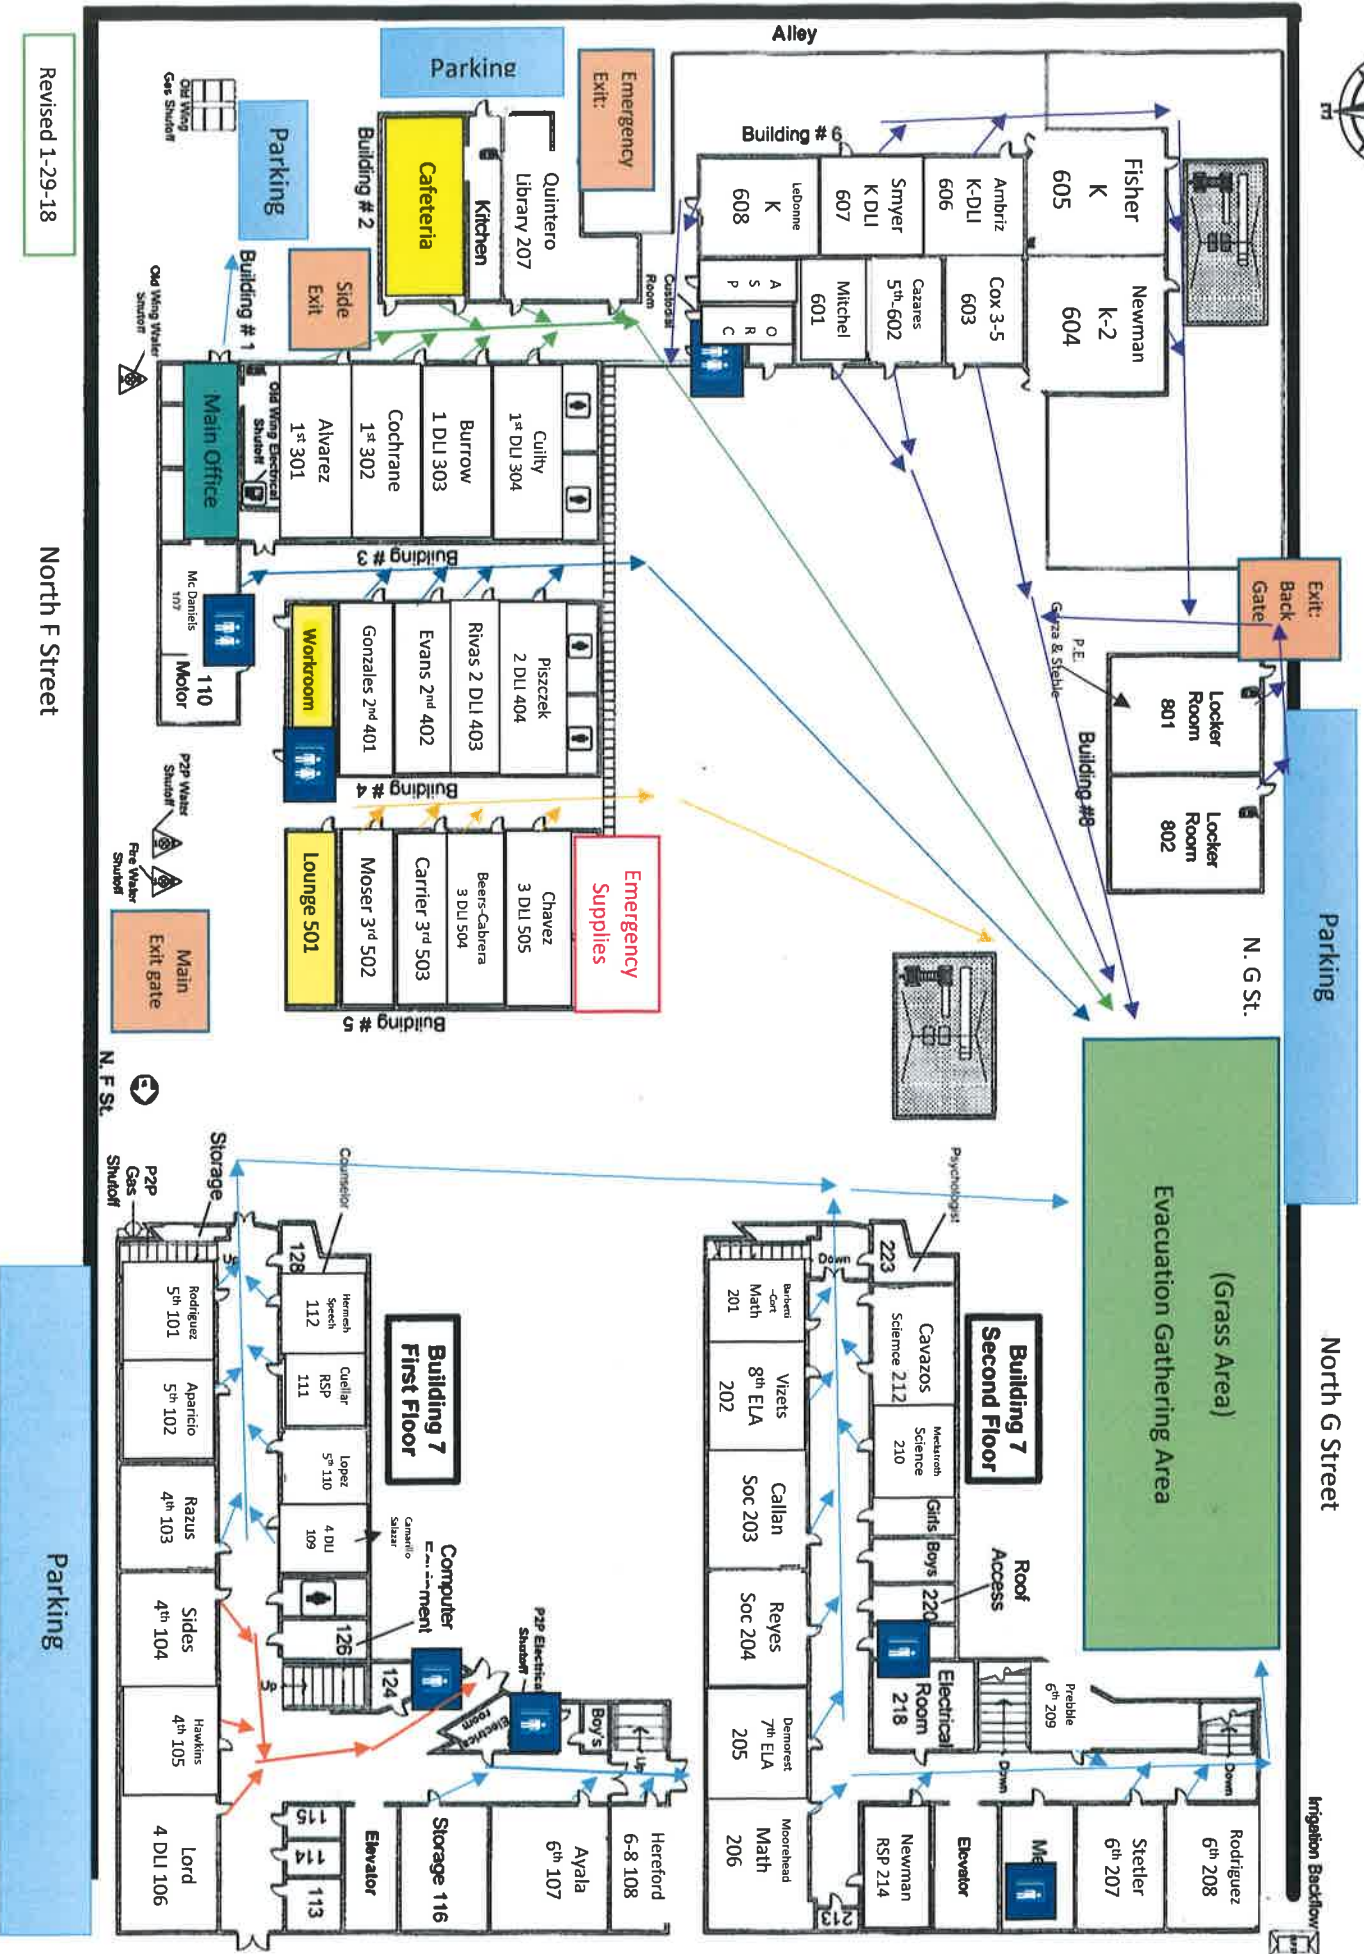 Alley
Revised 1-29-18
Old Wing
Gas Shutoff
Parking
Parking
Emergency
Exit:
Building # 2
Cafeteria
Kitchen
Quintero
Library 207
Side
Exit
Building # 1
Old Wing Water
Shutoff
Custodial
Room
Building # 6
LeDonne
K
608
Smyer
K DLI
607
Ambriz
K-DLI
606
Fisher
K
605
A
S
P
O
R
C
Mitchel
601
Cazares
5th-602
Cox 3-5
603
Newman
k-2
604
Main Office
Old Wing Electrical
Shutoff
Alvarez
1st 301
Cochrane
1st 302
Burrow
1 DLI 303
Cuilty
1st DLI 304
Building # 3
Mc Daniels
110
Motor
Workroom
Gonzales 2nd 401
Evans 2nd 402
Rivas 2 DLI 403
Piszczek
2 DLI 404
Building # 4
Lounge 501
Moser 3rd 502
Carrier 3rd 503
Beers-Cabrera
3 DLI 504
Chavez
3 DLI 505
Building # 5
Emergency
Supplies
North F Street
P2P Water
Shutoff
Fire Water
Shutoff
Main
Exit gate
N. F St.
Exit:
Back
Gate
P.E.
Garza & Stehle
Locker
Room
801
Locker
Room
802
Building #8
N. G St.
Parking
North G Street
(Grass Area)
Evacuation Gathering Area
Irrigation Backflow
Storage
P2P
Gas
Shutoff
Counselor
128
Up
Hermesh
Speech
112
Cuellar
RSP
111
Lopez
5th 110
4 DLI
109
Camarillo
Salazar
Building 7
First Floor
Computer
126
124
Up
P2P Electrical
Shutoff
Electrical
room
Boy's
Up
Rodriguez
5th 101
Aparicio
5th 102
Razus
4th 103
Sides
4th 104
Hawkins
4th 105
Lord
4 DLI 106
115
114
113
Elevator
Storage 116
Ayala
6th 107
Hereford
6-8 108
Parking
Psychologist
223
Down
Cavazos
Science 212
Meckstroth
Science
210
Girls
Boys
220
Roof
Access
Building 7
Second Floor
Electrical
Room
218
Prebble
6th 209
Down
Down
Barbetti
-Cort
Math
201
Vizets
8th ELA
202
Callan
Soc 203
Reyes
Soc 204
Demorest
7th ELA
205
Moorehead
Math
206
213
Newman
RSP 214
Elevator
Stetler
6th 207
Rodriguez
6th 208